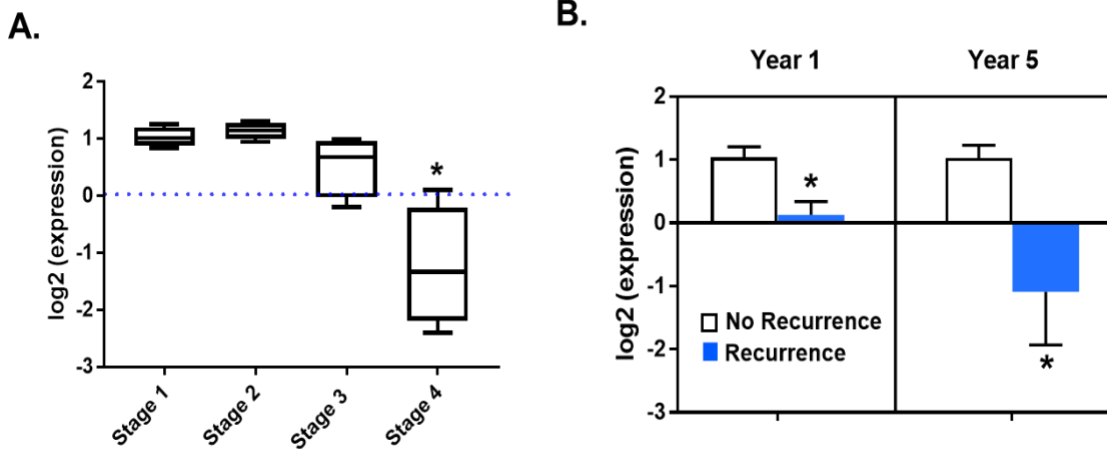 A.
log2 (expression)
2
1
0
-1
-2
-3
*
Stage 1
Stage 2
Stage 3
Stage 4
B.
Year 1
Year 5
log2 (expression)
2
1
0
-1
-2
-3
*
*
No Recurrence
Recurrence